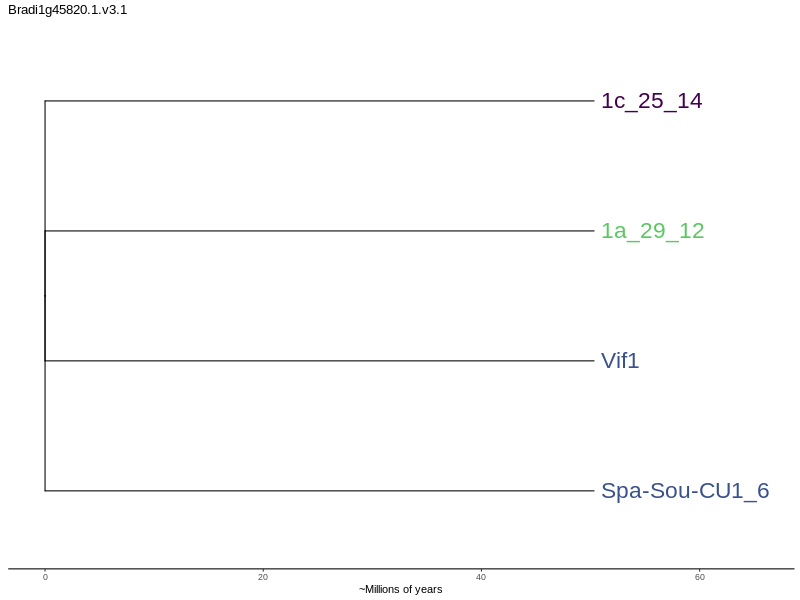 Bradi1g45820.1.v3.1
1c_25_14
1a_29_12
Vif1
Spa-Sou-CU1_6
0 20 40 60
~Millions of years